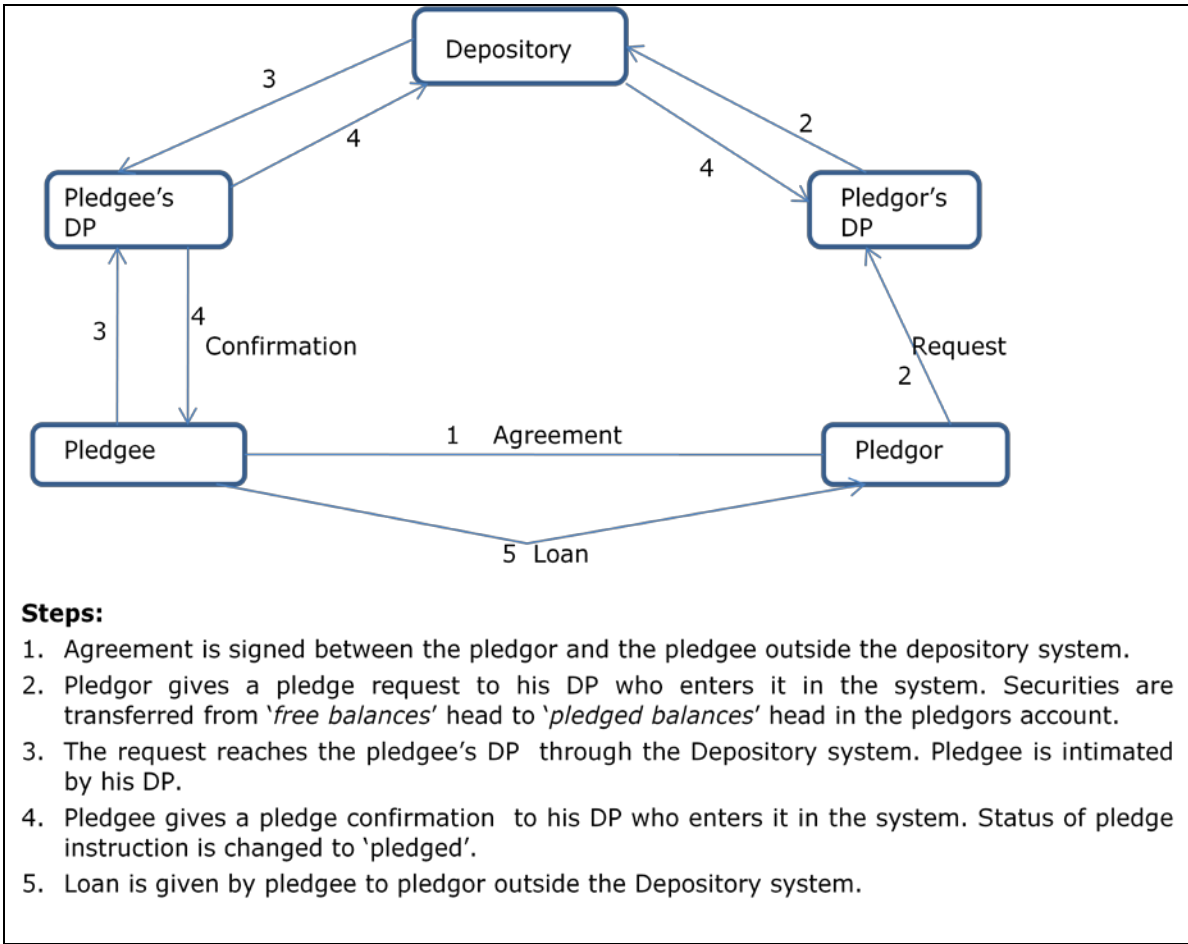 Depository
3
4
2
4
Pledgee’s
DP
Pledgor’s
DP
3
4
Confirmation
Request
2
Pledgee
1 Agreement
Pledgor
5 Loan
Steps:
1. Agreement is signed between the pledgor and the pledgee outside the depository system.
2. Pledgor gives a pledge request to his DP who enters it in the system. Securities are
transferred from ‘free balances’ head to ‘pledged balances’ head in the pledgors account.
3. The request reaches the pledgee’s DP through the Depository system. Pledgee is intimated
by his DP.
4. Pledgee gives a pledge confirmation to his DP who enters it in the system. Status of pledge
instruction is changed to ‘pledged’.
5. Loan is given by pledgee to pledgor outside the Depository system.